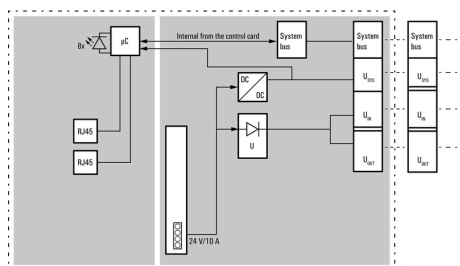 8x
µC
Internal from the control card
System
bus
System
bus
System
bus
DC
DC
U_SYS
U_SYS
RJ45
RJ45
U
U_IN
U_IN
U_OUT
U_OUT
24 V/10 A